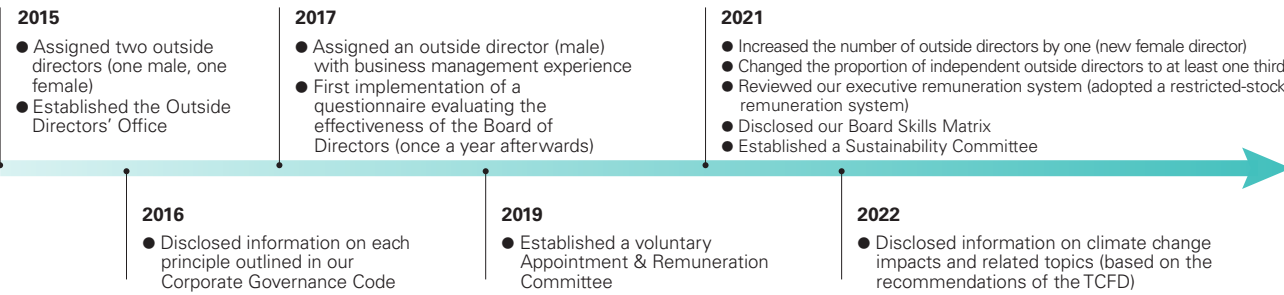 2015
● Assigned two outside
directors (one male, one
female)
● Established the Outside
Directors' Office
2017
● Assigned an outside director (male)
with business management experience
● First implementation of a
questionnaire evaluating the
effectiveness of the Board of
Directors (once a year afterwards)
2021
● Increased the number of outside directors by one (new female director)
● Changed the proportion of independent outside directors to at least one third
● Reviewed our executive remuneration system (adopted a restricted-stock
remuneration system)
● Disclosed our Board Skills Matrix
● Established a Sustainability Committee
2016
● Disclosed information on each
principle outlined in our
Corporate Governance Code
2019
● Established a voluntary
Appointment & Remuneration
Committee
2022
● Disclosed information on climate change
impacts and related topics (based on the
recommendations of the TCFD)